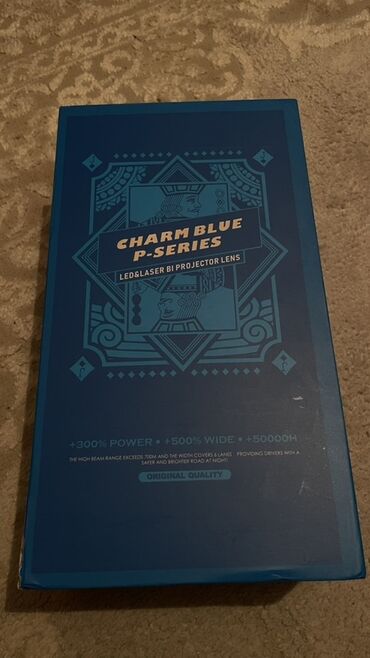 CHARM BLUE
P-SERIES
LED&LASER BI PROJECTOR LENS
+300% POWER • +500% WIDE • +50000H
THE HIGH BEAM RANGE EXCEEDS 700M AND THE WIDTH COVERS 6 LANES PROVIDING DRIVERS WITH A
SAFER AND BRIGHTER ROAD AT NIGHT!
ORIGINAL QUALITY